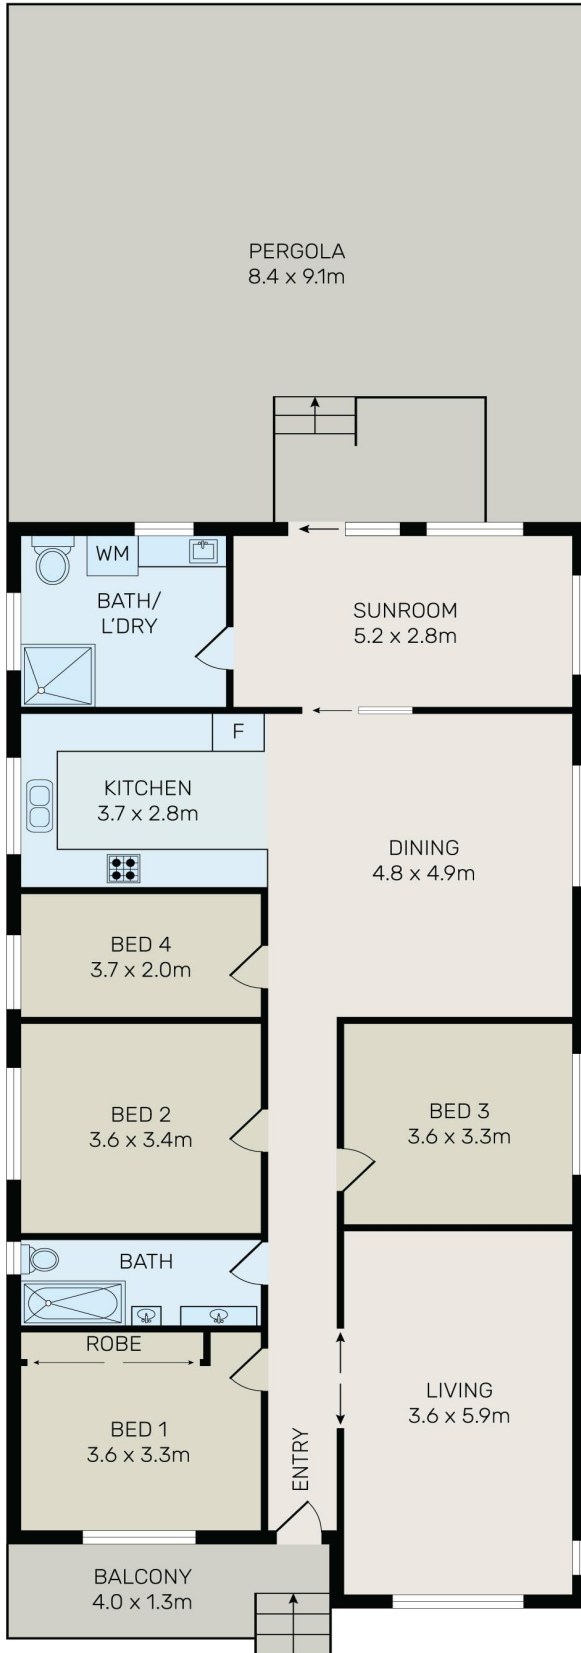 PERGOLA
8.4 x 9.1m
WM
BATH/
L'DRY
SUNROOM
5.2 x 2.8m
F
KITCHEN
3.7 x 2.8m
DINING
4.8 x 4.9m
BED 4
3.7 x 2.0m
BED 2
3.6 x 3.4m
BED 3
3.6 x 3.3m
BATH
ROBE
BED 1
3.6 x 3.3m
LIVING
3.6 x 5.9m
ENTRY
BALCONY
4.0 x 1.3m